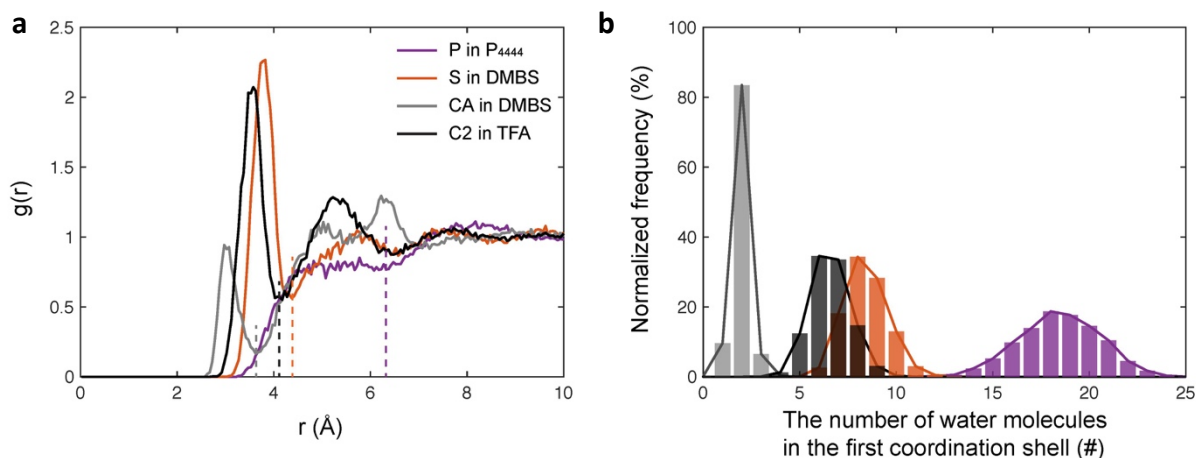 a
2.5
2
1.5
1
0.5
0
g(r)
P in P4444
S in DMBS
CA in DMBS
C2 in TFA
0 2 4 6 8 10
r (Å)
b
100
80
60
40
20
0
Normalized frequency (%)
0 5 10 15 20 25
The number of water molecules
in the first coordination shell (#)